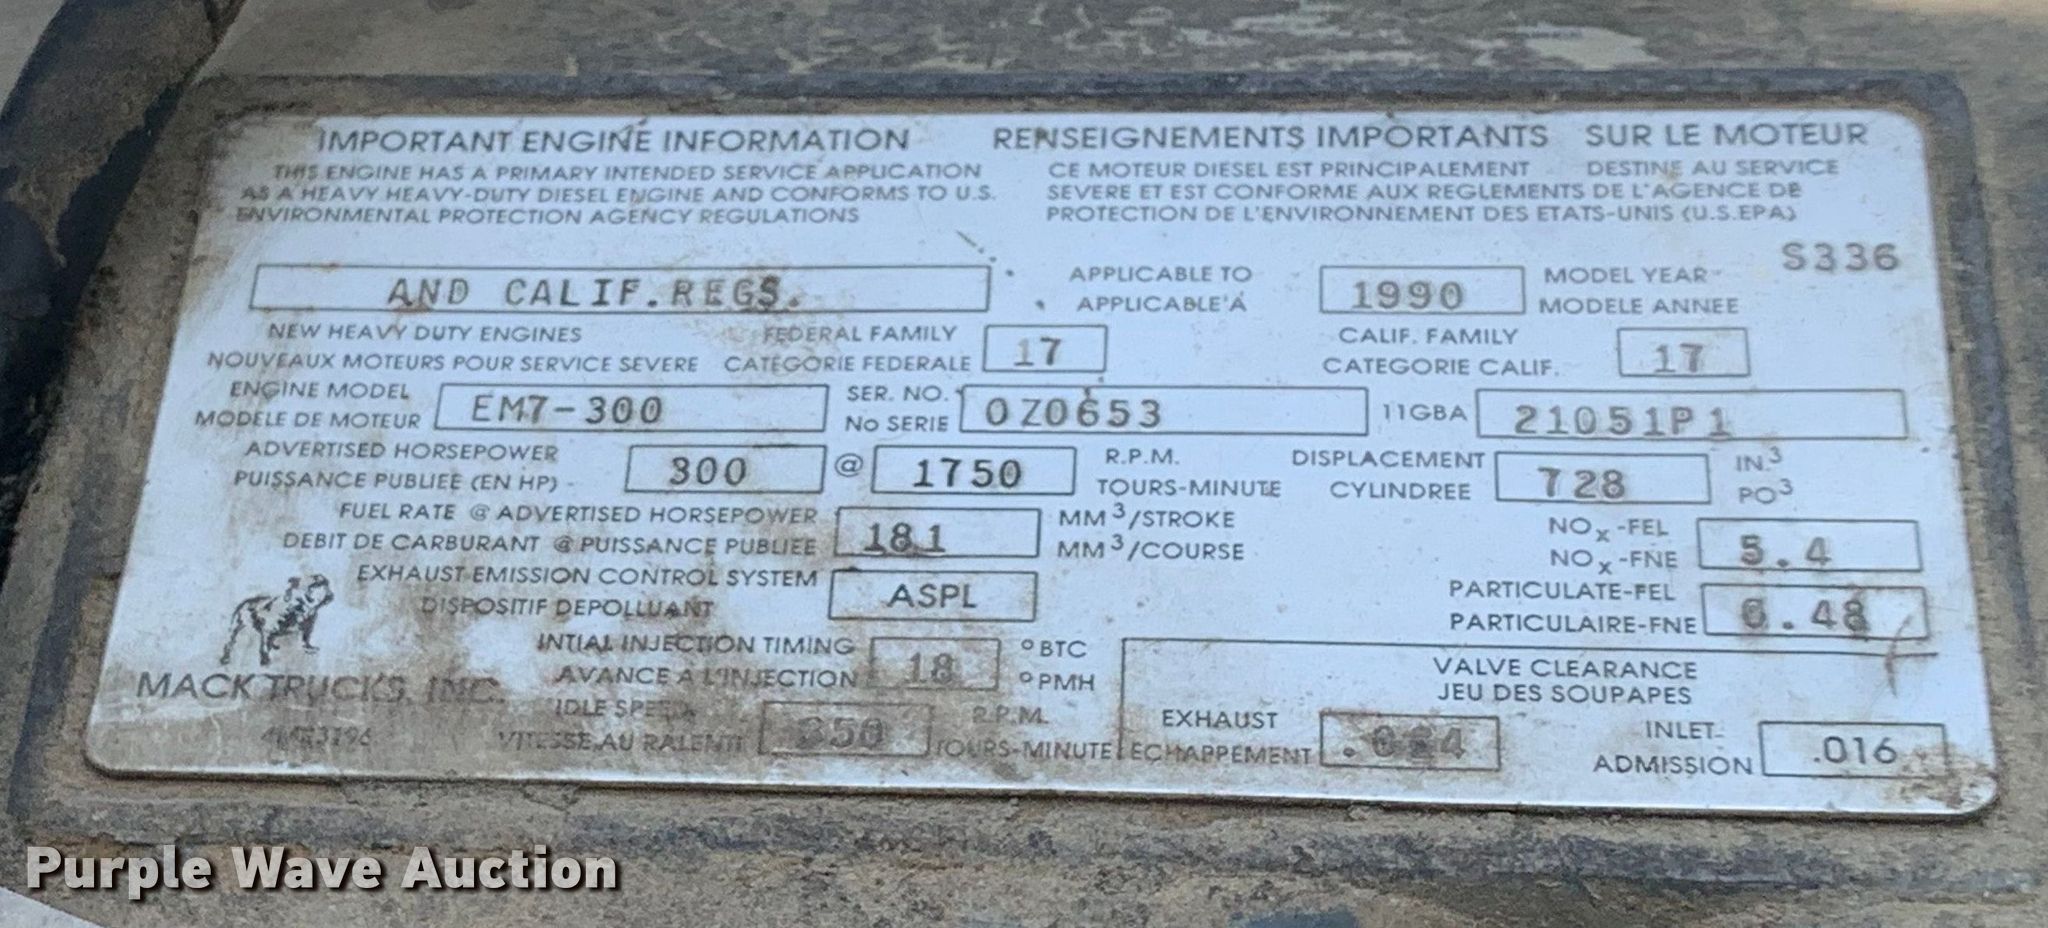 IMPORTANT ENGINE INFORMATION RENSEIGNEMENTS IMPORTANTS SUR LE MOTEUR
THIS ENGINE HAS A PRIMARY INTENDED SERVICE APPLICATION CE MOTEUR DIESEL EST PRINCIPALEMENT DESTINE AU SERVICE
AS A HEAVY HEAVY-DUTY DIESEL ENGINE AND CONFORMS TO U.S. SEVERE ET EST CONFORME AUX REGLEMENTS DE L'AGENCE DE
ENVIRONMENTAL PROTECTION AGENCY REGULATIONS PROTECTION DE L'ENVIRONNEMENT DES ETATS-UNIS (U.S.EPA)
S336
AND CALIF.REGS. APPLICABLE TO 1990 MODEL YEAR
APPLICABLE'A MODELE ANNEE
NEW HEAVY DUTY ENGINES FEDERAL FAMILY 17 CALIF. FAMILY 17
NOUVEAUX MOTEURS POUR SERVICE SEVERE CATEGORIE FEDERALE CATEGORIE CALIF.
ENGINE MODEL EM7-300 SER. NO. 0Z0653 11GBA 21051P1
MODELE DE MOTEUR No SERIE
ADVERTISED HORSEPOWER 300 @ 1750 R.P.M. DISPLACEMENT 728 IN.3
PUISSANCE PUBLIEE (EN HP) TOURS-MINUTE CYLINDREE PO3
FUEL RATE @ ADVERTISED HORSEPOWER 181 MM3/STROKE NOx-FEL 5.4
DEBIT DE CARBURANT @ PUISSANCE PUBLIEE MM3/COURSE NOx-FNE
EXHAUST EMISSION CONTROL SYSTEM ASPL PARTICULATE-FEL 0.48
DISPOSITIF DEPOLLUANT PARTICULAIRE-FNE
INTIAL INJECTION TIMING 18 °BTC VALVE CLEARANCE
AVANCE A L'INJECTION °PMH JEU DES SOUPAPES
MACK TRUCKS, INC.
IDLE SPEED R.P.M. EXHAUST INLET .016
VITESSE AU RALENTI TOURS-MINUTE ECHAPPEMENT ADMISSION
Purple Wave Auction